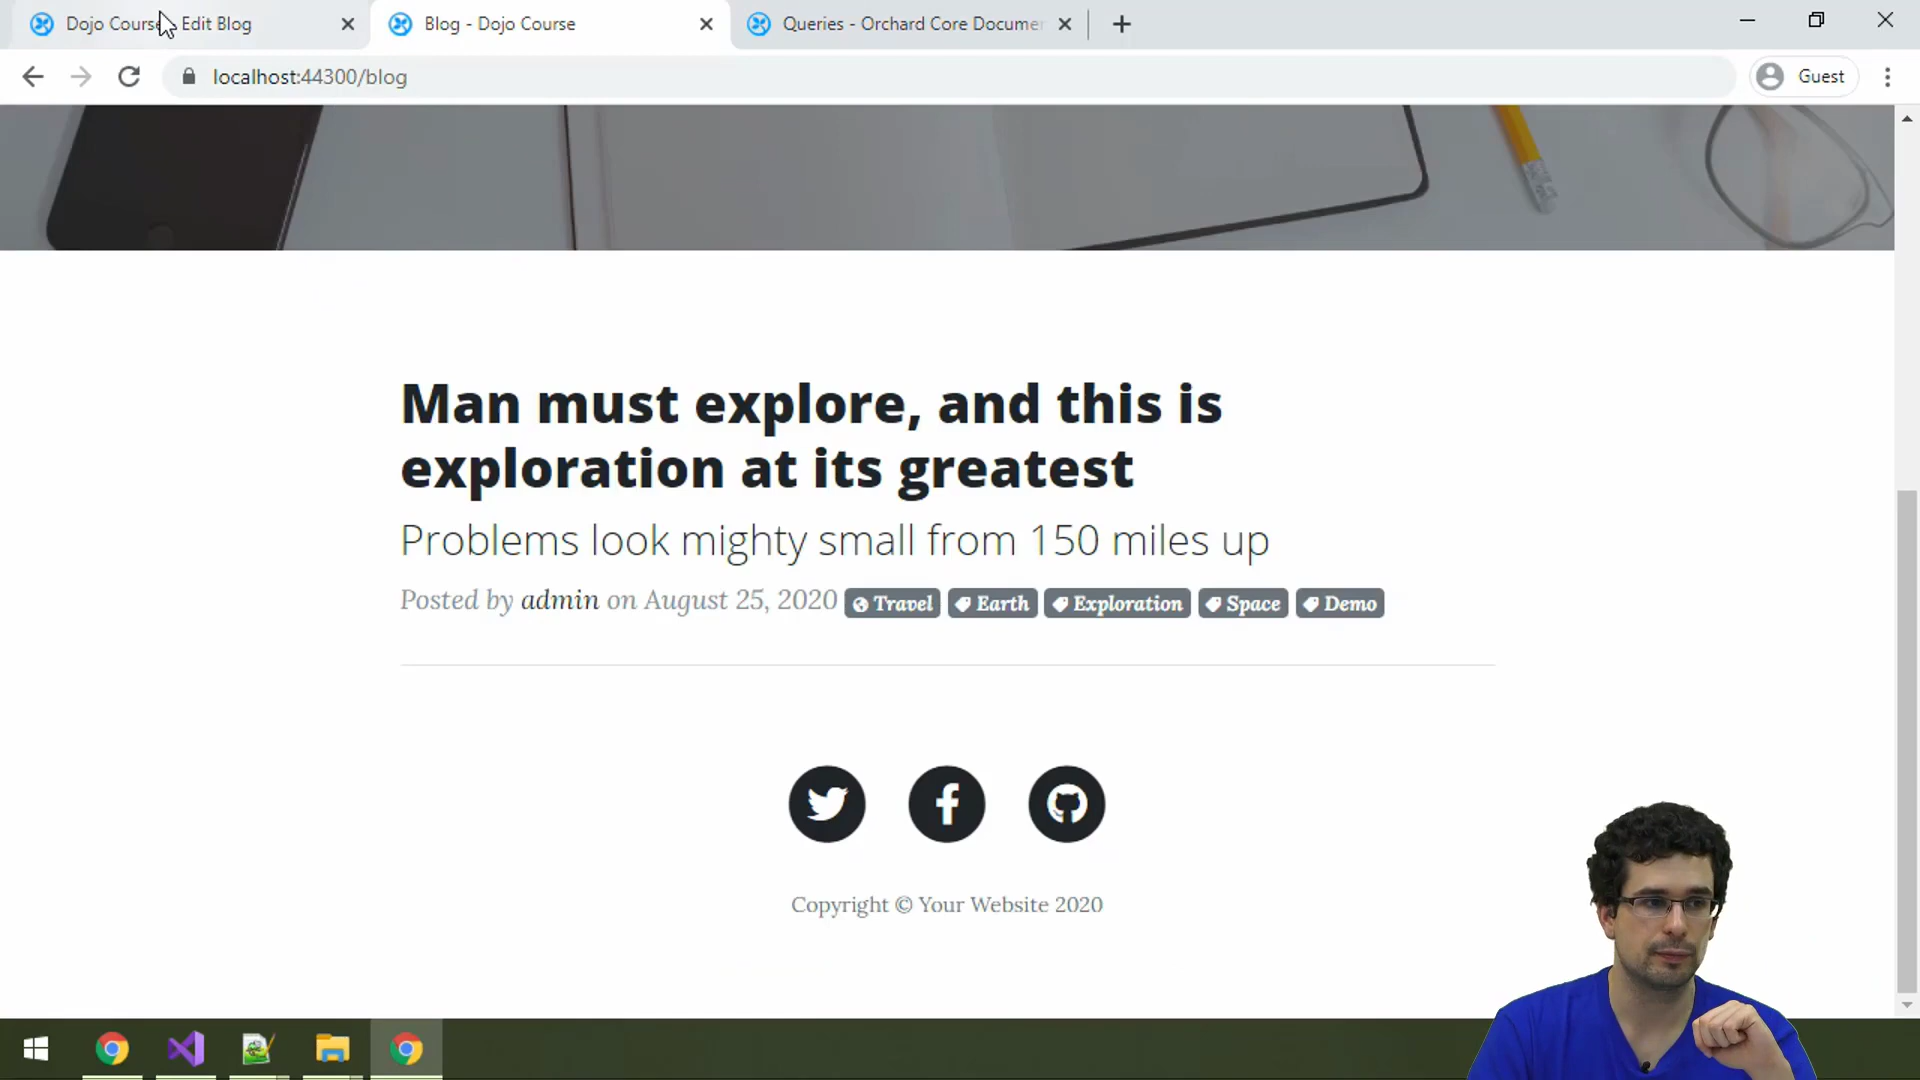 Dojo Course - Edit Blog
Blog - Dojo Course
Queries - Orchard Core Documen
localhost:44300/blog
Guest
Man must explore, and this is
exploration at its greatest
Problems look mighty small from 150 miles up
Posted by admin on August 25, 2020 Travel Earth Exploration Space Demo
Copyright © Your Website 2020